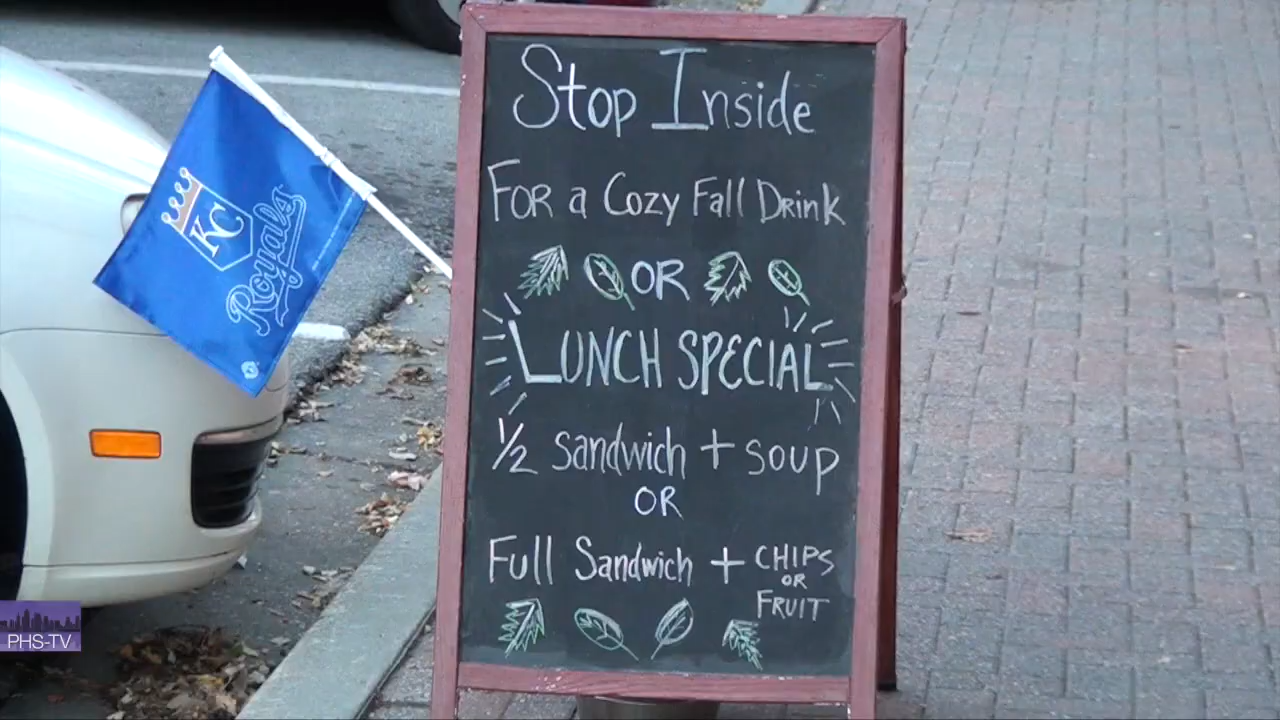 Stop Inside
For a Cozy Fall Drink
OR
LUNCH SPECIAL
1/2 sandwich + soup
OR
Full Sandwich + CHIPS
OR
FRUIT
KC
Royals
PHS-TV